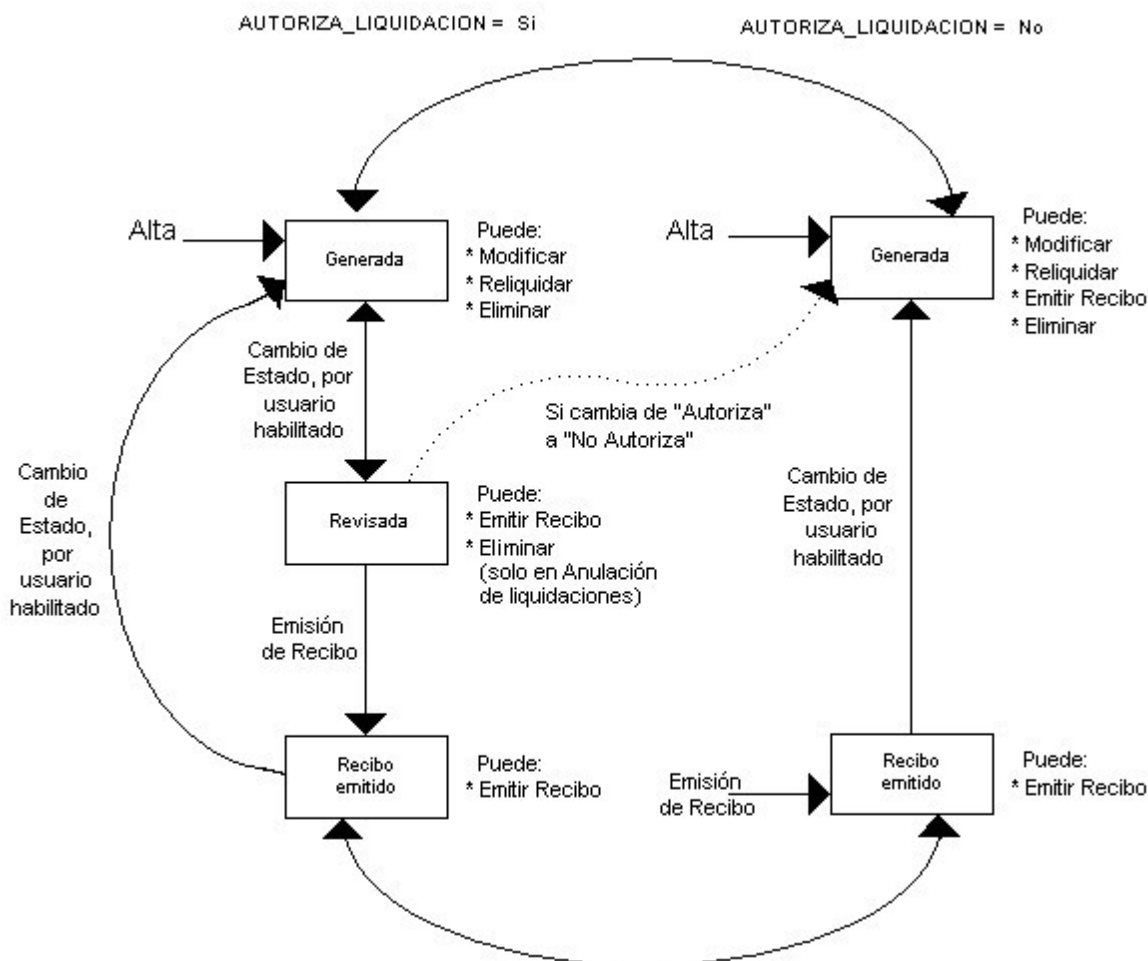 AUTORIZA_LIQUIDACION = Si
AUTORIZA_LIQUIDACION = No
Alta
Generada
Puede:
* Modificar
* Reliquidar
* Eliminar
Alta
Generada
Puede:
* Modificar
* Reliquidar
* Emitir Recibo
* Eliminar
Cambio de
Estado, por
usuario
habilitado
Si cambia de "Autoriza"
a "No Autoriza"
Cambio
de
Estado,
por
usuario
habilitado
Revisada
Puede:
* Emitir Recibo
* Eliminar
(solo en Anulación
de liquidaciones)
Cambio de
Estado, por
usuario
habilitado
Emisión
de Recibo
Recibo
emitido
Puede:
* Emitir Recibo
Emisión
de Recibo
Recibo
emitido
Puede:
* Emitir Recibo